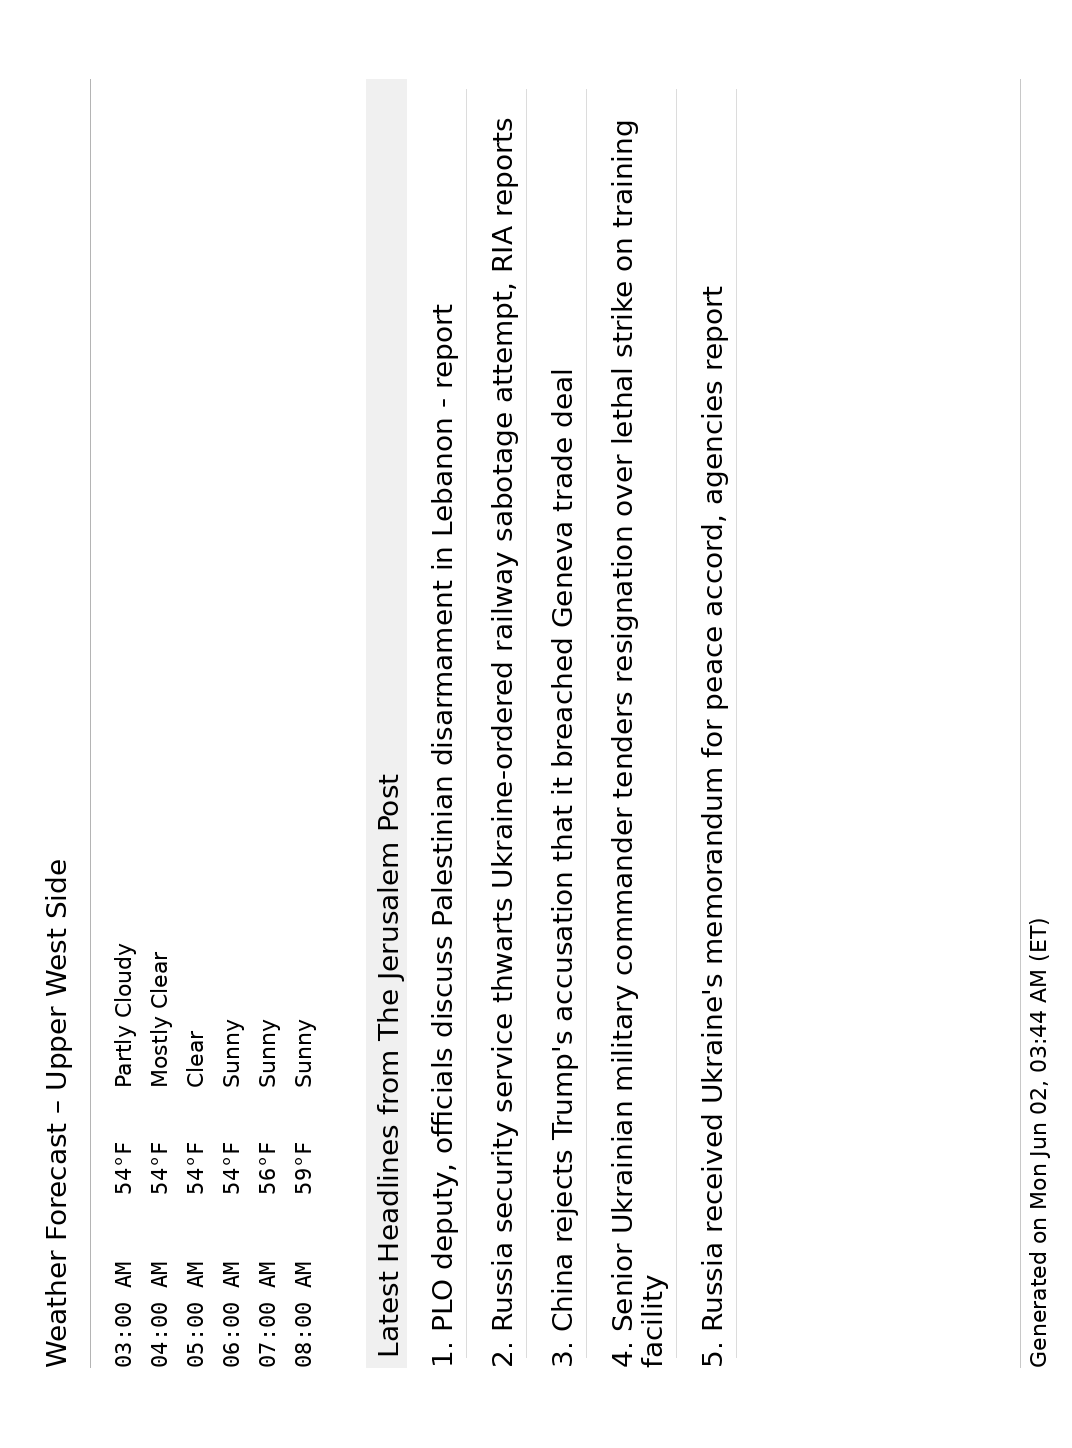 Weather Forecast – Upper West Side
03:00 AM 54°F Partly Cloudy
04:00 AM 54°F Mostly Clear
05:00 AM 54°F Clear
06:00 AM 54°F Sunny
07:00 AM 56°F Sunny
08:00 AM 59°F Sunny
Latest Headlines from The Jerusalem Post
1. PLO deputy, officials discuss Palestinian disarmament in Lebanon - report
2. Russia security service thwarts Ukraine-ordered railway sabotage attempt, RIA reports
3. China rejects Trump's accusation that it breached Geneva trade deal
4. Senior Ukrainian military commander tenders resignation over lethal strike on training
facility
5. Russia received Ukraine's memorandum for peace accord, agencies report
Generated on Mon Jun 02, 03:44 AM (ET)